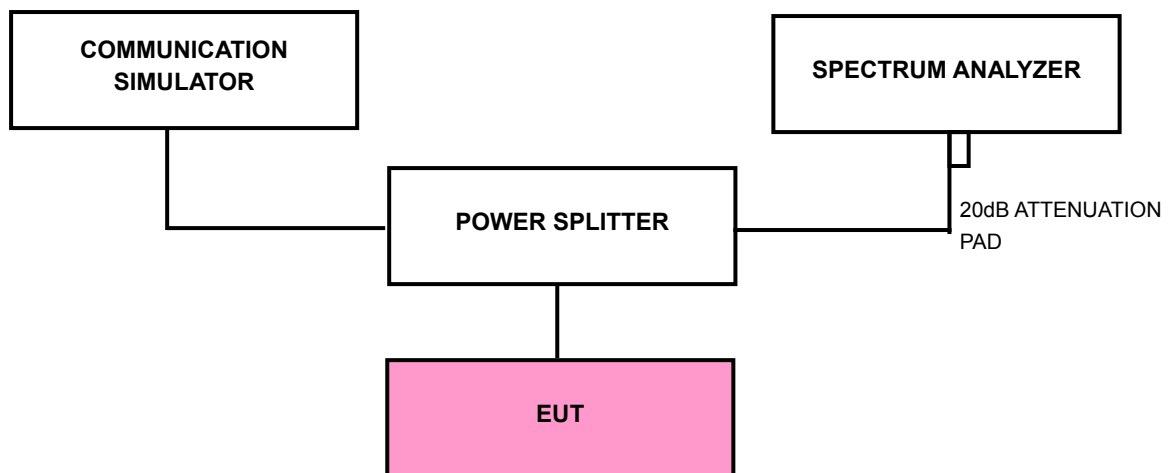 COMMUNICATION
SIMULATOR
SPECTRUM ANALYZER
POWER SPLITTER
20dB ATTENUATION
PAD
EUT